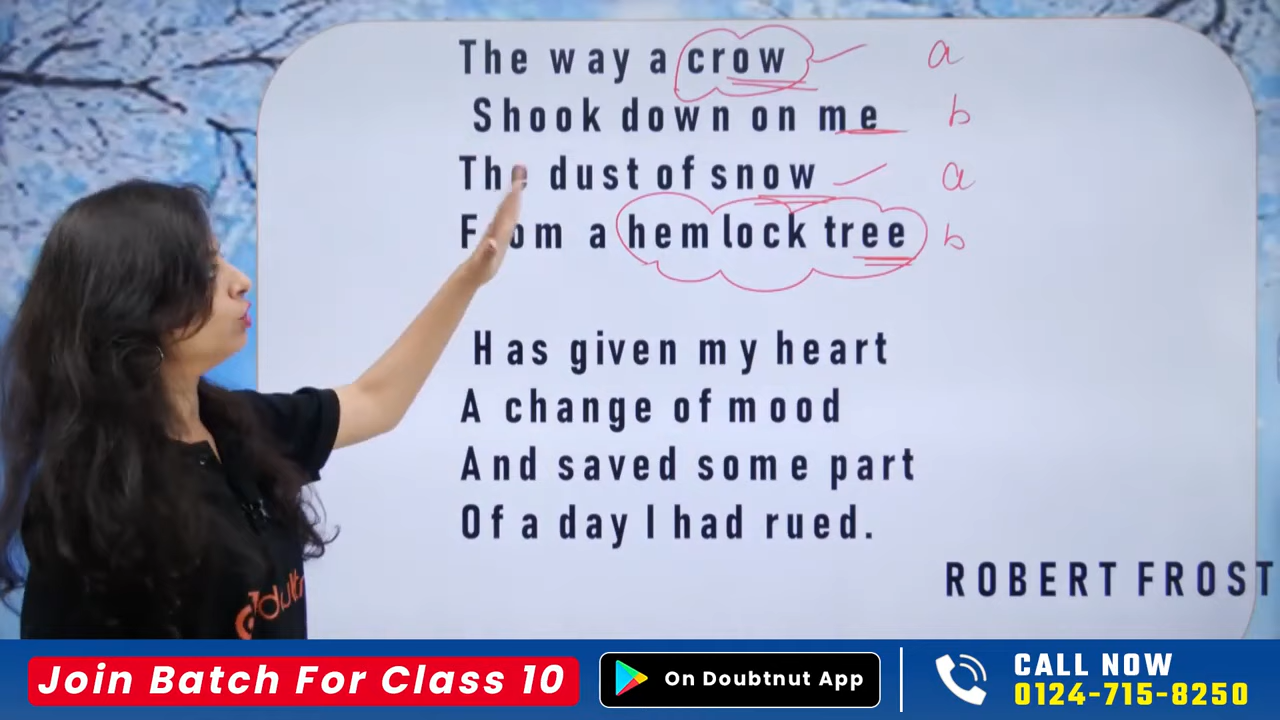 The way a crow a
Shook down on me b
The dust of snow a
From a hemlock tree b
Has given my heart
A change of mood
And saved some part
Of a day I had rued.
ROBERT FROST
Join Batch For Class 10
On Doubtnut App
CALL NOW
0124-715-8250